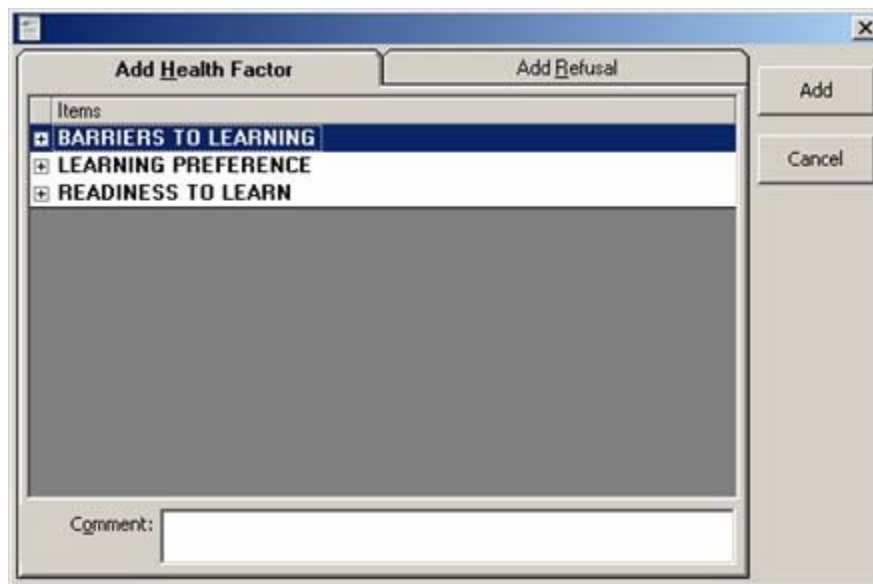 Add Health Factor
Add Refusal
Add
Items
BARRIERS TO LEARNING
Cancel
LEARNING PREFERENCE
READINESS TO LEARN
Comment: